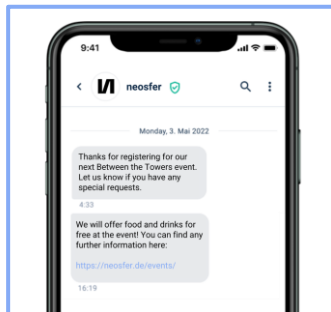 9:41
neosfer
Monday, 3. Mai 2022
Thanks for registering for our
next Between the Towers event.
Let us know if you have any
special requests.
4:33
We will offer food and drinks for
free at the event! You can find any
further information here:
https://neosfer.de/events/
16:19